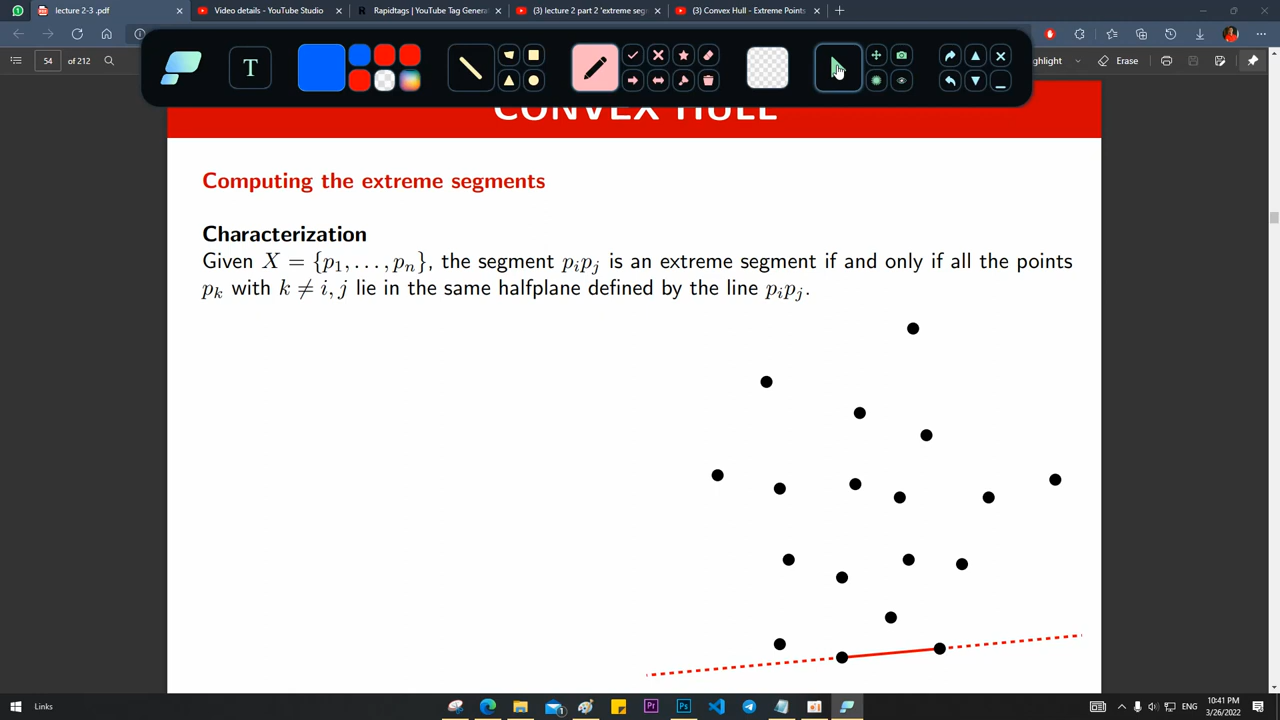 lecture 2-3 .pdf
Video details - YouTube Studio
Rapidtags | YouTube Tag Genera
(3) lecture 2 part 2 'extreme seg
(3) Convex Hull - Extreme Points
54 of 212
T
hlight
Erase
CONVEX HULL
Computing the extreme segments
Characterization
Given X = {p₁, . . . , pₙ}, the segment pᵢpⱼ is an extreme segment if and only if all the points
pₖ with k ≠ i, j lie in the same halfplane defined by the line pᵢpⱼ.
Links
Pr
Ps
ENG
10:41 PM
3/26/2022